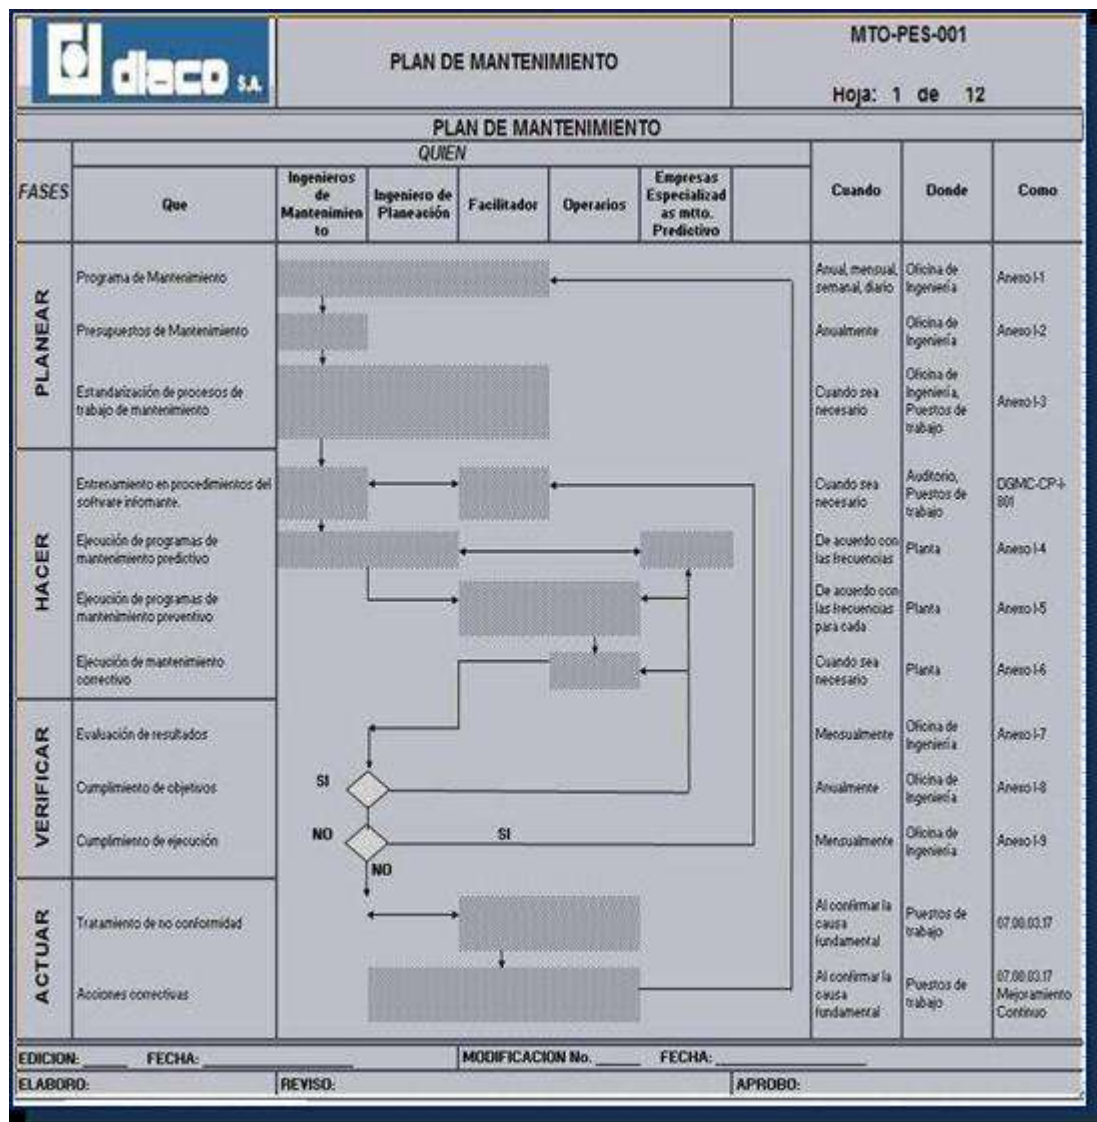 diaco S.A.
PLAN DE MANTENIMIENTO
MTO-PES-001
Hoja: 1 de 12
PLAN DE MANTENIMIENTO
QUIEN
FASES
Que
Ingenieros
de
Mantenimien
to
Ingeniero de
Planeación
Facilitador
Operarios
Empresas
Especializad
as mtto.
Predictivo
Cuando
Donde
Como
PLANEAR
Programa de Mantenimiento
Anual, mensual,
semanal, diario
Oficina de
Ingeniería
Anexo I-1
Presupuestos de Mantenimiento
Anualmente
Oficina de
Ingeniería
Anexo I-2
Estandarización de procesos de
trabajo de mantenimiento
Cuando sea
necesario
Oficina de
Ingeniería,
Puestos de
trabajo
Anexo I-3
HACER
Entrenamiento en procedimientos del
software infomante.
Cuando sea
necesario
Auditorio,
Puestos de
trabajo
DGMC-CP-I-
801
Ejecución de programas de
mantenimiento predictivo
De acuerdo con
las frecuencias
Planta
Anexo I-4
Ejecución de programas de
mantenimiento preventivo
De acuerdo con
las frecuencias
para cada
Planta
Anexo I-5
Ejecución de mantenimiento
correctivo
Cuando sea
necesario
Planta
Anexo I-6
VERIFICAR
Evaluación de resultados
Mensualmente
Oficina de
Ingeniería
Anexo I-7
Cumplimiento de objetivos
SI
Anualmente
Oficina de
Ingeniería
Anexo I-8
Cumplimiento de ejecución
NO
SI
NO
Mensualmente
Oficina de
Ingeniería
Anexo I-9
ACTUAR
Tratamiento de no conformidad
Al confirmar la
causa
fundamental
Puestos de
trabajo
07.08.03.17
Acciones correctivas
Al confirmar la
causa
fundamental
Puestos de
trabajo
07.08.03.17
Mejoramiento
Continuo
EDICION: FECHA:
MODIFICACION No. FECHA:
ELABORO:
REVISO:
APROBO: